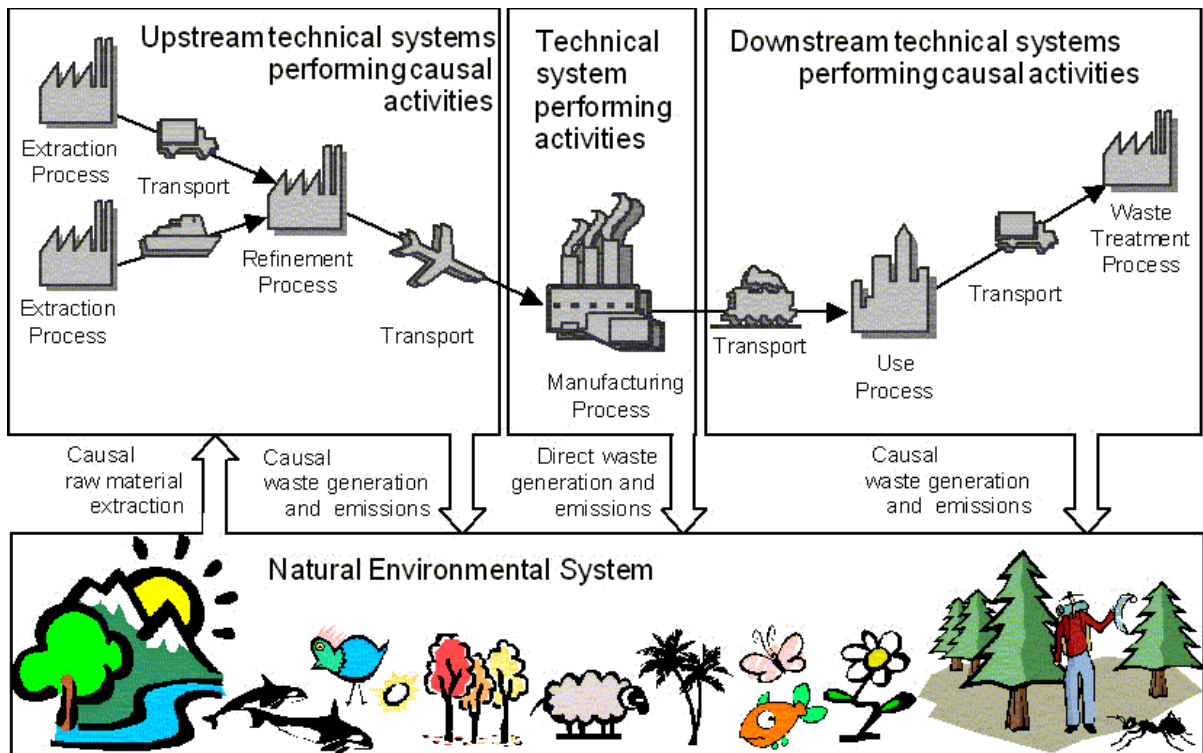 Upstream technical systems
performing causal
activities
Extraction
Process
Transport
Extraction
Process
Refinement
Process
Transport
Technical
system
performing
activities
Manufacturing
Process
Downstream technical systems
performing causal activities
Transport
Use
Process
Transport
Waste
Treatment
Process
Causal
raw material
extraction
Causal
waste generation
and emissions
Direct waste
generation and
emissions
Causal
waste generation
and emissions
Natural Environmental System